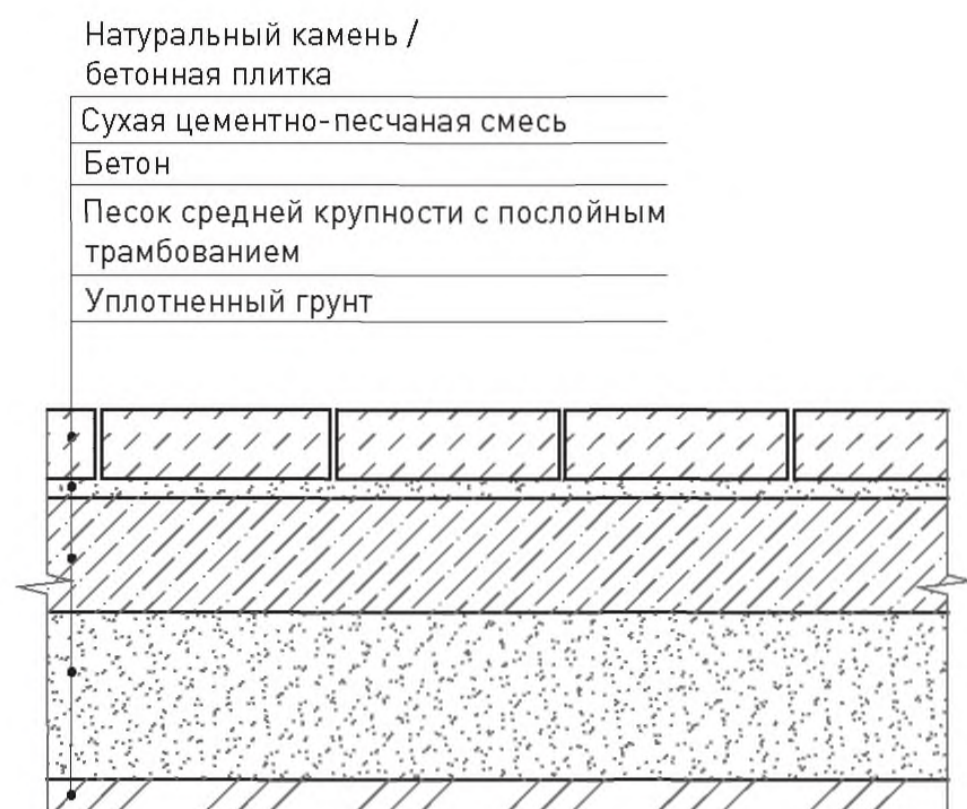 Натуральный камень /
бетонная плитка
Сухая цементно-песчаная смесь
Бетон
Песок средней крупности с послойным
трамбованием
Уплотненный грунт